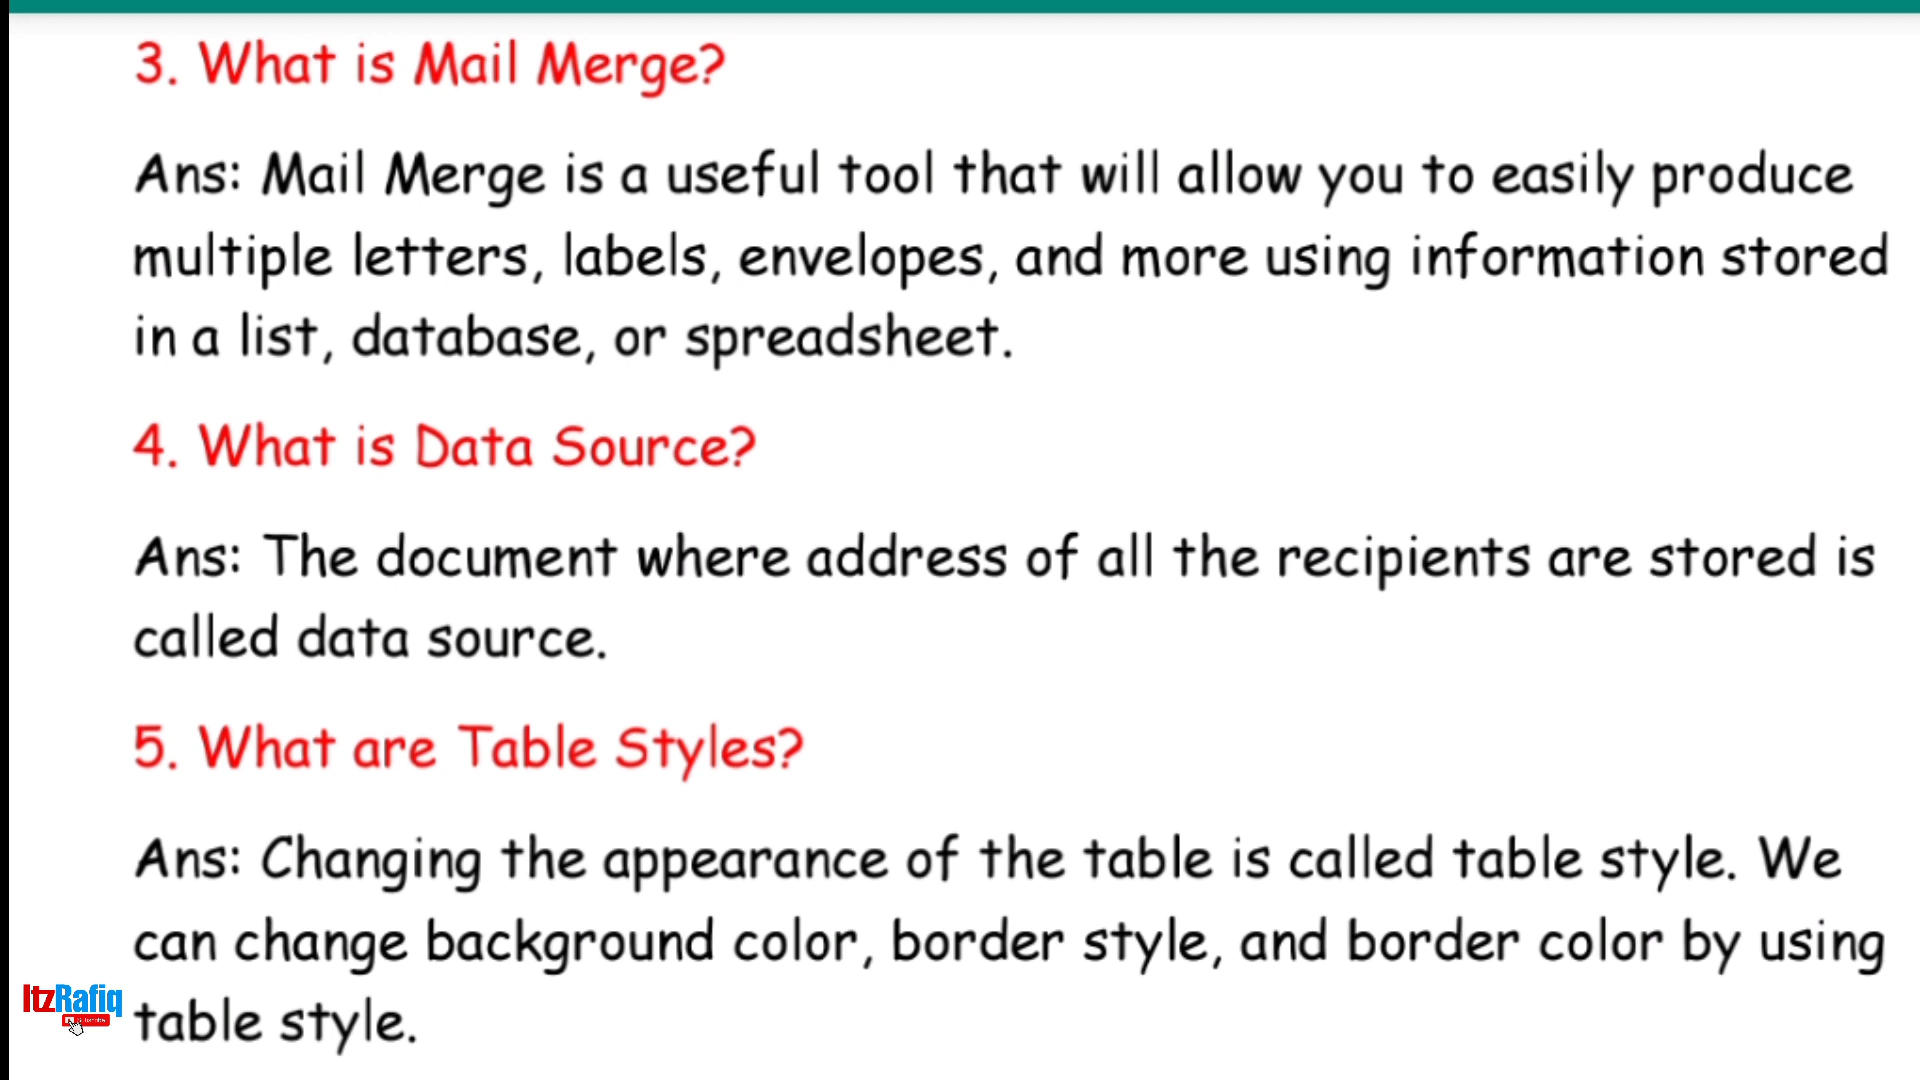 3. What is Mail Merge?
Ans: Mail Merge is a useful tool that will allow you to easily produce
multiple letters, labels, envelopes, and more using information stored
in a list, database, or spreadsheet.
4. What is Data Source?
Ans: The document where address of all the recipients are stored is
called data source.
5. What are Table Styles?
Ans: Changing the appearance of the table is called table style. We
can change background color, border style, and border color by using
table style.
ItzRafiq